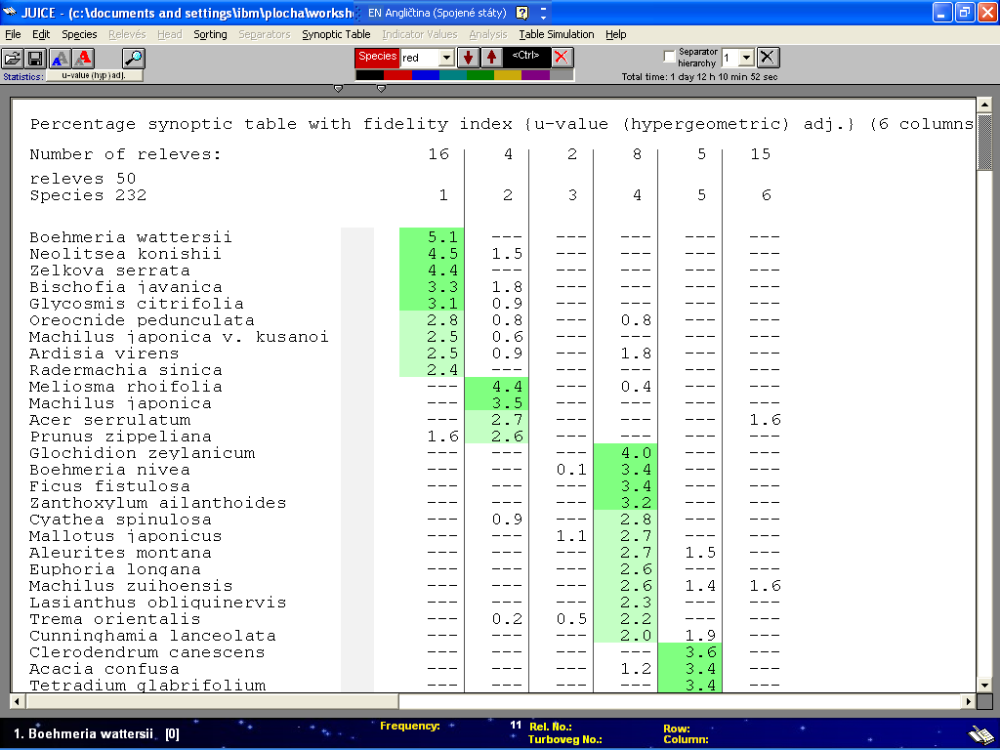 JUICE - (c:\documents and settings\ibm\plocha\worksh
EN Angličtina (Spojené státy)
File Edit Species Relevés Head Sorting Separators Synoptic Table Indicator Values Analysis Table Simulation Help
Species red <Ctrl> Separator hierarchy 1
Statistics: u-value (hyp) adj. Total time: 1 day 12 h 10 min 52 sec
Percentage synoptic table with fidelity index {u-value (hypergeometric) adj.} (6 columns
Number of releves: 16 4 2 8 5 15
releves 50
Species 232 1 2 3 4 5 6
Boehmeria wattersii 5.1 --- --- --- --- ---
Neolitsea konishii 4.5 1.5 --- --- --- ---
Zelkova serrata 4.4 --- --- --- --- ---
Bischofia javanica 3.3 1.8 --- --- --- ---
Glycosmis citrifolia 3.1 0.9 --- --- --- ---
Oreocnide pedunculata 2.8 0.8 --- 0.8 --- ---
Machilus japonica v. kusanoi 2.5 0.6 --- --- --- ---
Ardisia virens 2.5 0.9 --- 1.8 --- ---
Radermachia sinica 2.4 --- --- --- --- ---
Meliosma rhoifolia --- 4.4 --- 0.4 --- ---
Machilus japonica --- 3.5 --- --- --- ---
Acer serrulatum --- 2.7 --- --- --- 1.6
Prunus zippeliana 1.6 2.6 --- --- --- ---
Glochidion zeylanicum --- --- --- 4.0 --- ---
Boehmeria nivea --- --- 0.1 3.4 --- ---
Ficus fistulosa --- --- --- 3.4 --- ---
Zanthoxylum ailanthoides --- --- --- 3.2 --- ---
Cyathea spinulosa --- 0.9 --- 2.8 --- ---
Mallotus japonicus --- --- 1.1 2.7 --- ---
Aleurites montana --- --- --- 2.7 1.5 ---
Euphoria longana --- --- --- 2.6 --- ---
Machilus zuihoensis --- --- --- 2.6 1.4 1.6
Lasianthus obliquinervis --- --- --- 2.3 --- ---
Trema orientalis --- 0.2 0.5 2.2 --- ---
Cunninghamia lanceolata --- --- --- 2.0 1.9 ---
Clerodendrum canescens --- --- --- --- 3.6 ---
Acacia confusa --- --- --- 1.2 3.4 ---
Tetradium glabrifolium --- --- --- --- 3.4 ---
1. Boehmeria wattersii [0] Frequency: 11 Rel. No.: Row:
Turboveg No.: Column: